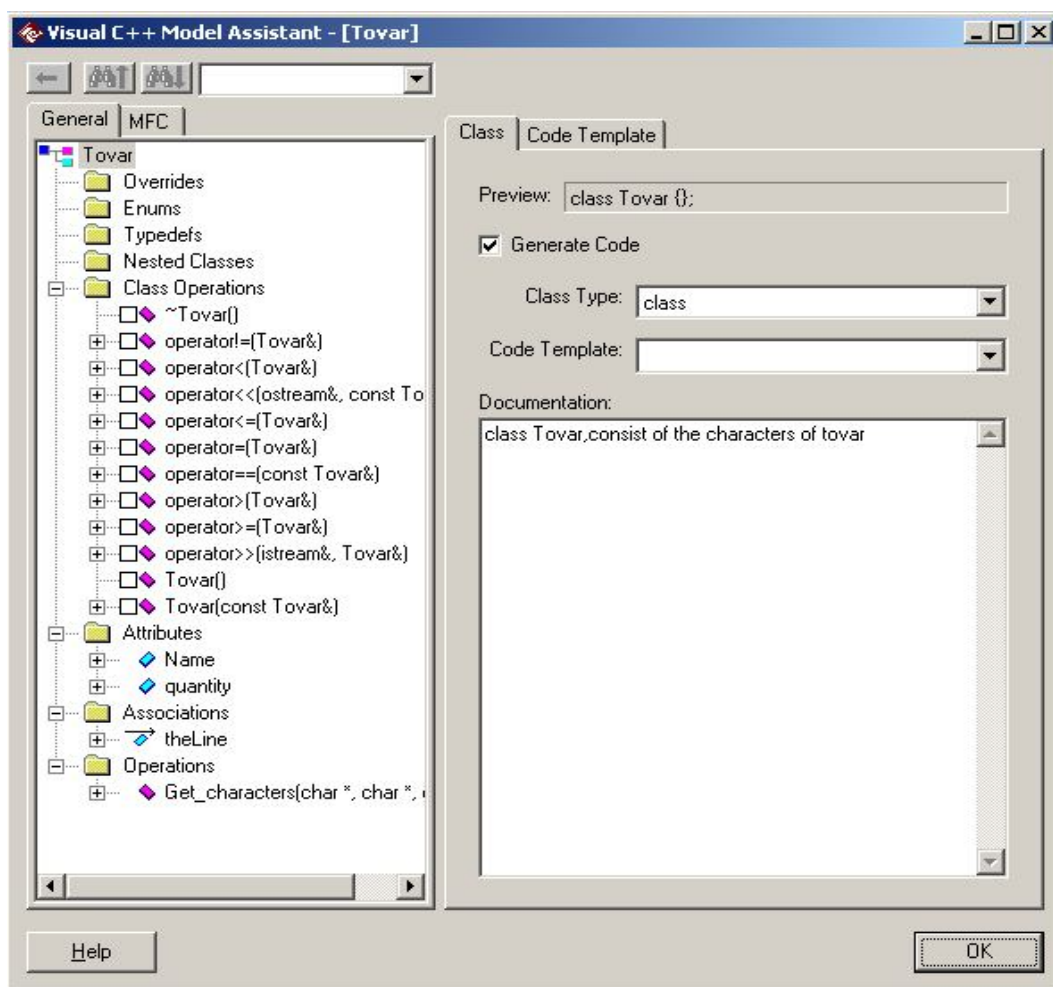 Visual C++ Model Assistant - [Tovar]
General
MFC
Tovar
Overrides
Enums
Typedefs
Nested Classes
Class Operations
~Tovar()
operator!=(Tovar&)
operator<(Tovar&)
operator<<(ostream&, const To
operator<=(Tovar&)
operator=(Tovar&)
operator==(const Tovar&)
operator>(Tovar&)
operator>=(Tovar&)
operator>>(istream&, Tovar&)
Tovar()
Tovar(const Tovar&)
Attributes
Name
quantity
Associations
theLine
Operations
Get_characters(char *, char *,
Class
Code Template
Preview: class Tovar {};
Generate Code
Class Type: class
Code Template:
Documentation:
class Tovar,consist of the characters of tovar
Help
OK